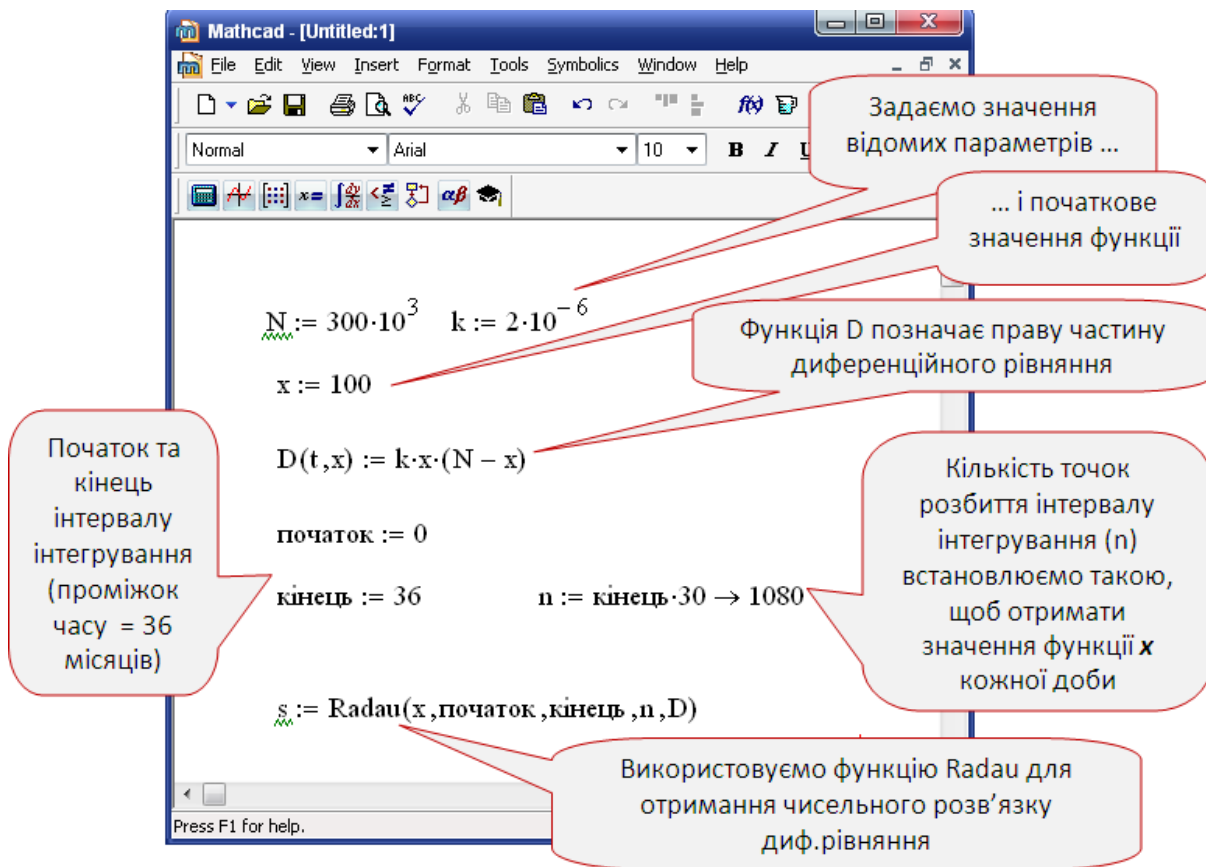 Mathcad - [Untitled:1]
File Edit View Insert Format Tools Symbolics Window Help
Normal Arial 10 B I U
Задаємо значення
відомих параметрів ...
... і початкове
значення функції
N := 300·10^3 k := 2·10^-6
Функція D позначає праву частину
диференційного рівняння
x := 100
D(t,x) := k·x·(N – x)
Початок та
кінець
інтервалу
інтегрування
(проміжок
часу = 36
місяців)
початок := 0
кінець := 36 n := кінець·30 → 1080
Кількість точок
розбиття інтервалу
інтегрування (n)
встановлюємо такою,
щоб отримати
значення функції x
кожної доби
s := Radau(x,початок,кінець,n,D)
Використовуємо функцію Radau для
отримання чисельного розв’язку
диф.рівняння
Press F1 for help.